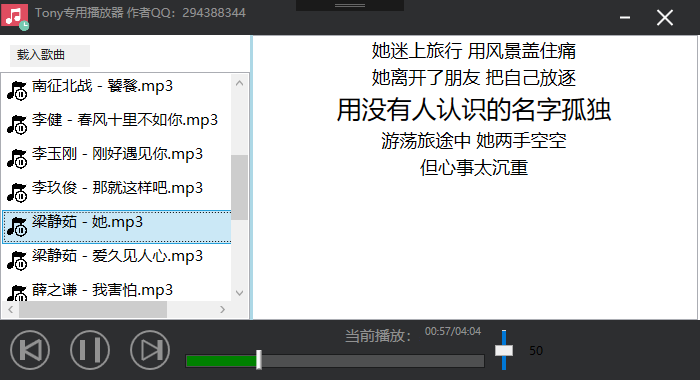 Tony专用播放器 作者QQ：294388344
载入歌曲
南征北战 - 饕餮.mp3
李健 - 春风十里不如你.mp3
李玉刚 - 刚好遇见你.mp3
李玖俊 - 那就这样吧.mp3
梁静茹 - 她.mp3
梁静茹 - 爱久见人心.mp3
薛之谦 - 我害怕.mp3
她迷上旅行 用风景盖住痛
她离开了朋友 把自己放逐
用没有人认识的名字孤独
游荡旅途中 她两手空空
但心事太沉重
当前播放：
00:57/04:04
50